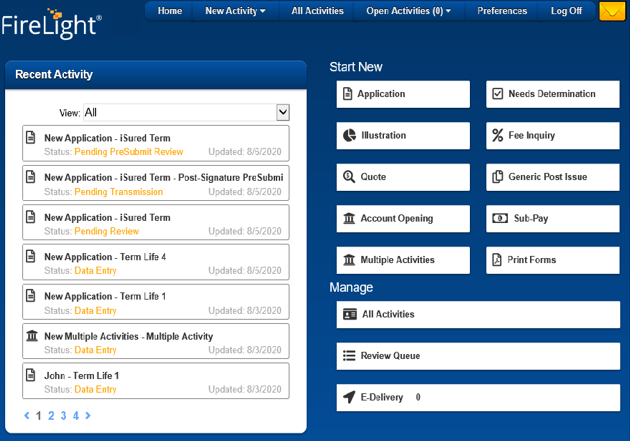 FireLight®
Home New Activity All Activities Open Activities (0) Preferences Log Off
Recent Activity
View: All
New Application - iSured Term
Status: Pending PreSubmit Review Updated: 8/6/2020
New Application - iSured Term - Post-Signature PreSubmi
Status: Pending Transmission Updated: 8/5/2020
New Application - iSured Term
Status: Pending Review Updated: 8/5/2020
New Application - Term Life 4
Status: Data Entry Updated: 8/5/2020
New Application - Term Life 1
Status: Data Entry Updated: 8/3/2020
New Multiple Activities - Multiple Activity
Status: Data Entry Updated: 8/3/2020
John - Term Life 1
Status: Data Entry Updated: 8/3/2020
1 2 3 4
Start New
Application Needs Determination
Illustration Fee Inquiry
Quote Generic Post Issue
Account Opening Sub-Pay
Multiple Activities Print Forms
Manage
All Activities
Review Queue
E-Delivery 0